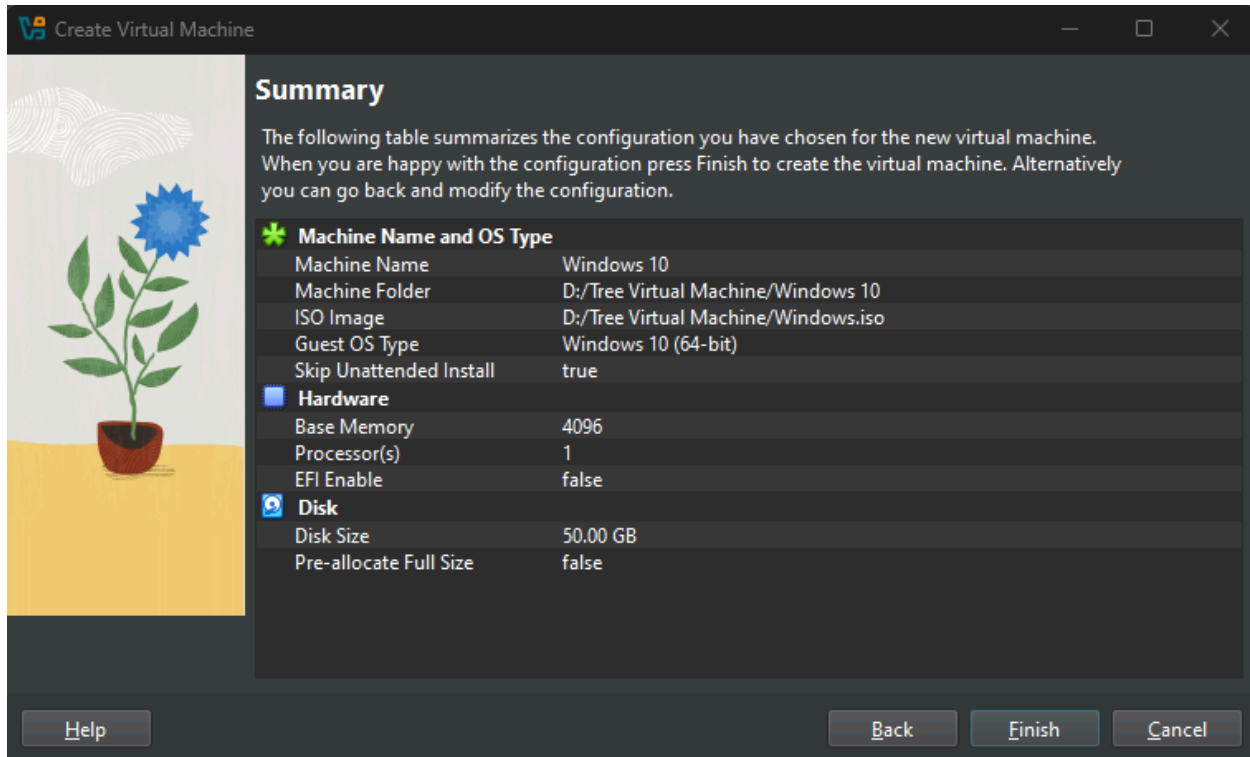 Create Virtual Machine
Summary
The following table summarizes the configuration you have chosen for the new virtual machine.
When you are happy with the configuration press Finish to create the virtual machine. Alternatively
you can go back and modify the configuration.
Machine Name and OS Type
Machine Name Windows 10
Machine Folder D:/Tree Virtual Machine/Windows 10
ISO Image D:/Tree Virtual Machine/Windows.iso
Guest OS Type Windows 10 (64-bit)
Skip Unattended Install true
Hardware
Base Memory 4096
Processor(s) 1
EFI Enable false
Disk
Disk Size 50.00 GB
Pre-allocate Full Size false
Help Back Finish Cancel